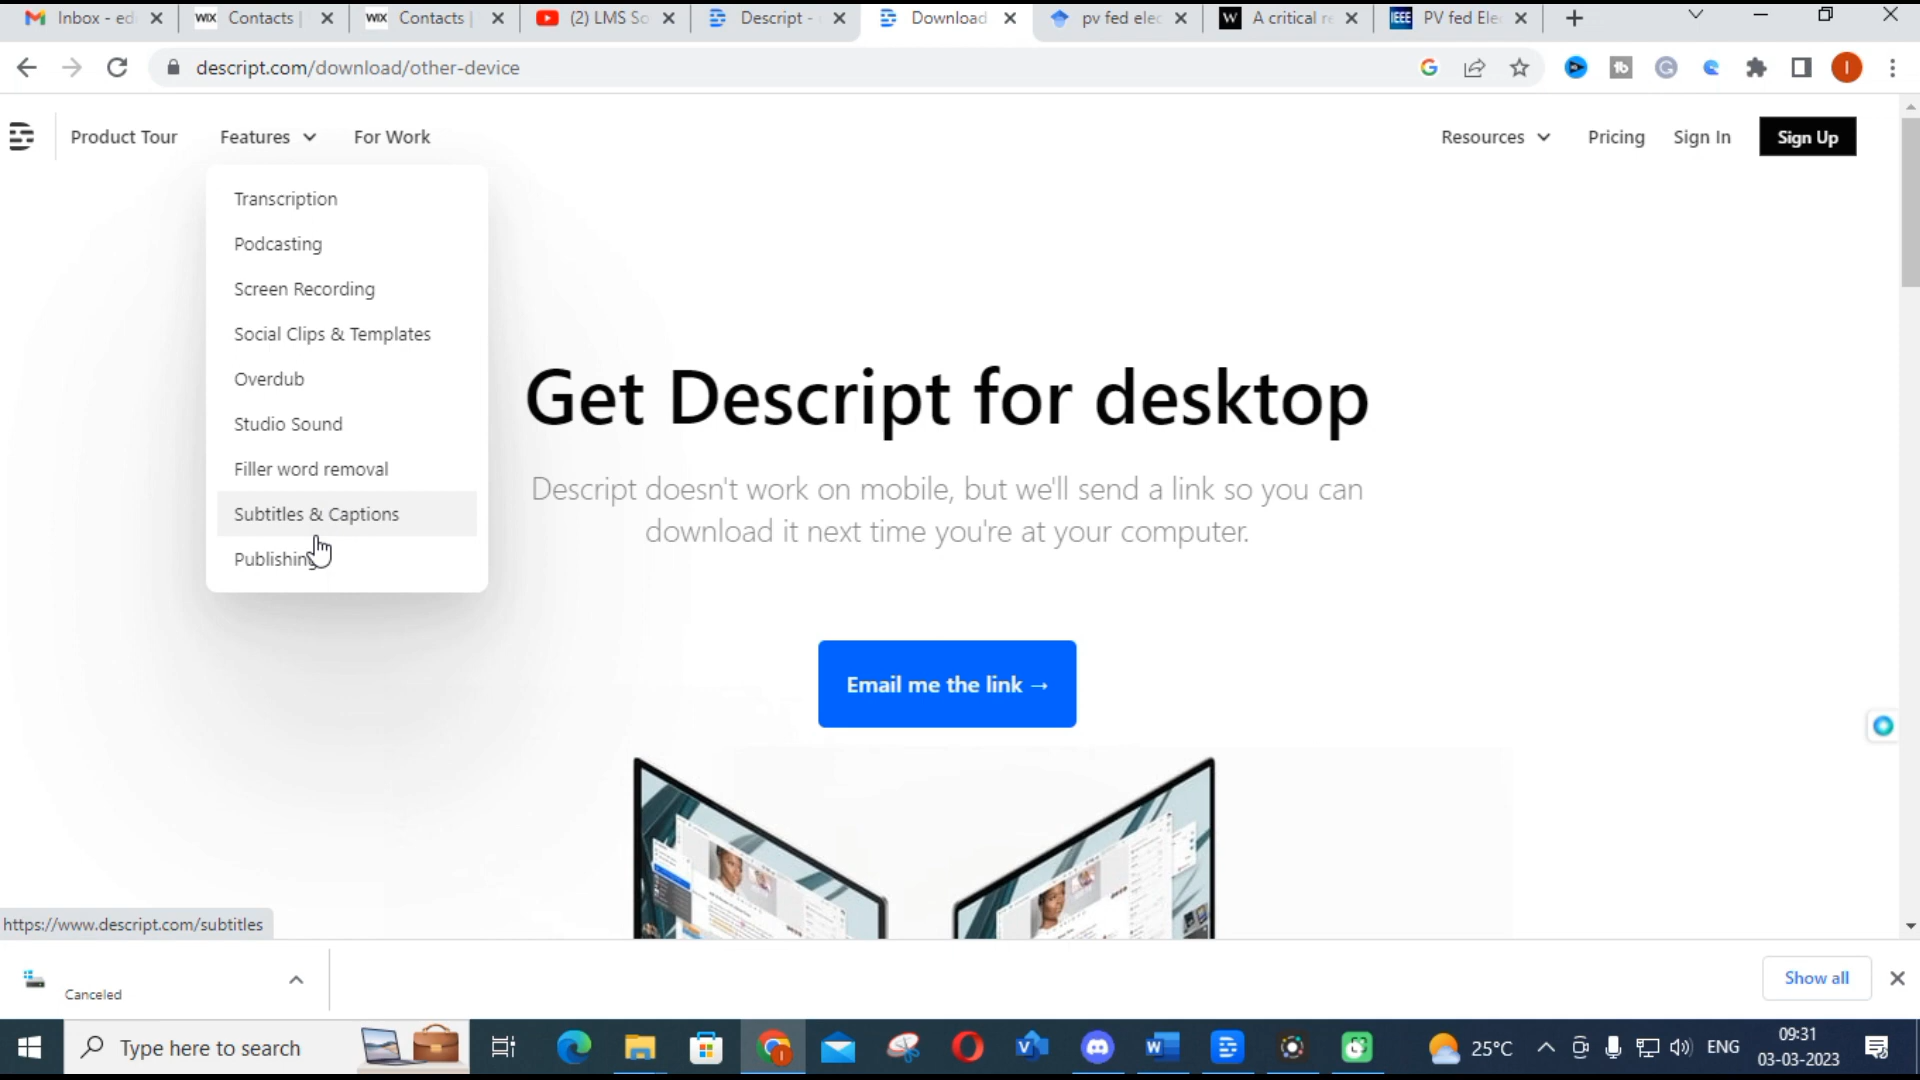 Inbox - ed
Contacts |
Contacts |
(2) LMS So
Descript -
Download
pv fed elec
A critical re
PV fed Ele
descript.com/download/other-device
Product Tour
Features
For Work
Resources
Pricing
Sign In
Sign Up
Transcription
Podcasting
Screen Recording
Social Clips & Templates
Overdub
Studio Sound
Filler word removal
Subtitles & Captions
Publishing
Get Descript for desktop
Descript doesn't work on mobile, but we'll send a link so you can
download it next time you're at your computer.
Email me the link →
https://www.descript.com/subtitles
Canceled
Show all
Type here to search
25°C
ENG
09:31
03-03-2023